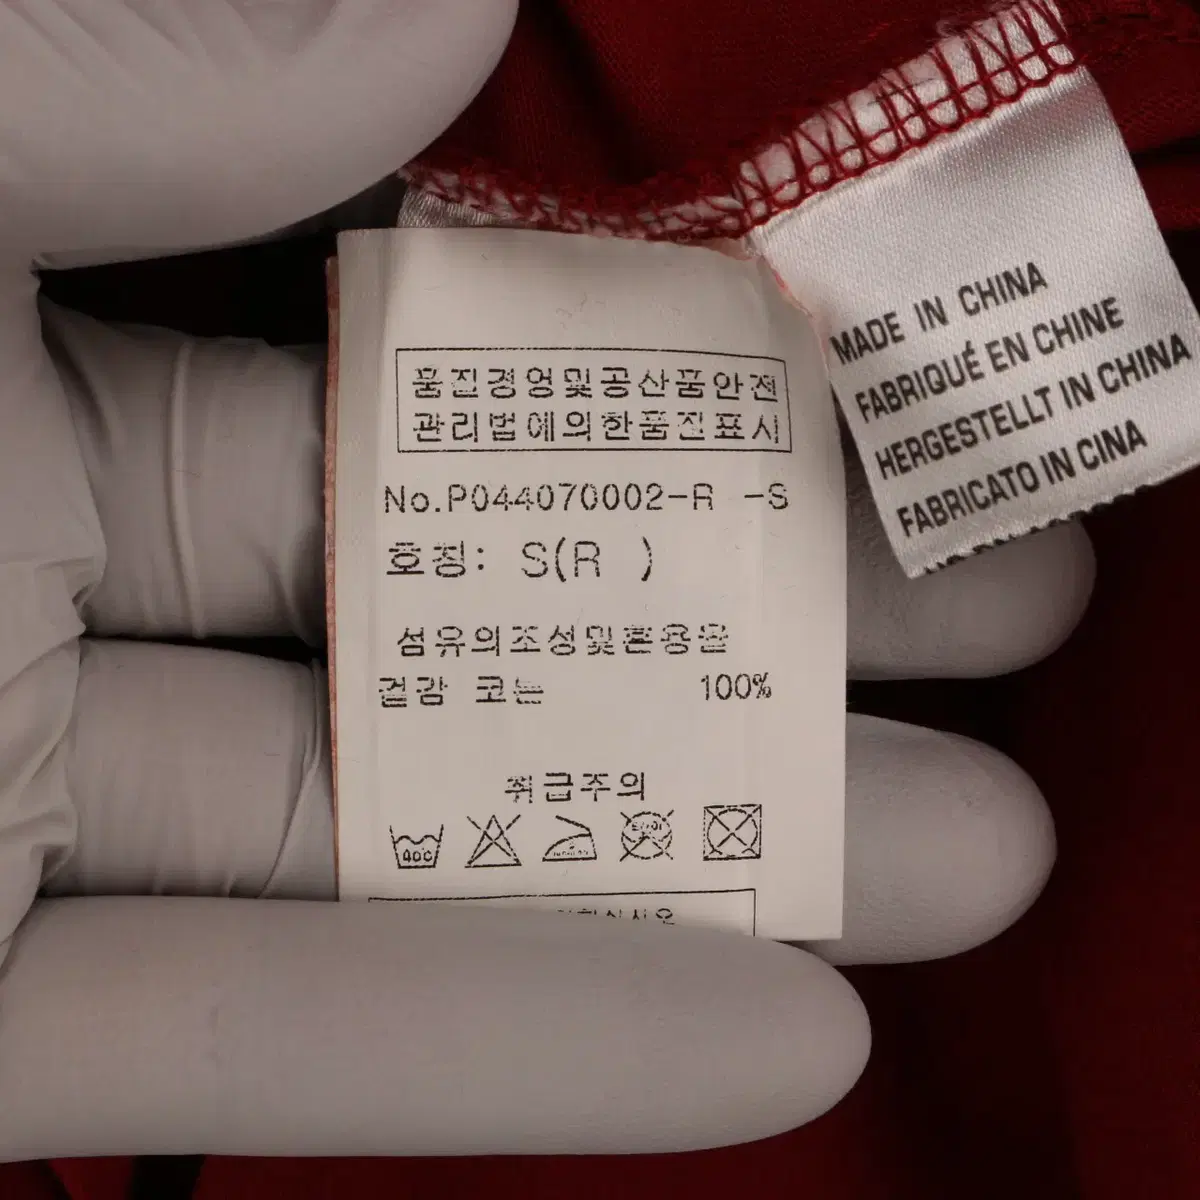 품질경영및공산품안전
관리법에의한품질표시
No.P044070002-R -S
호칭: S(R )
섬유의조성및혼용율
겉감 코튼 100%
취급주의
40C
MADE IN CHINA
FABRIQUÉ EN CHINE
HERGESTELLT IN CHINA
FABRICATO IN CINA